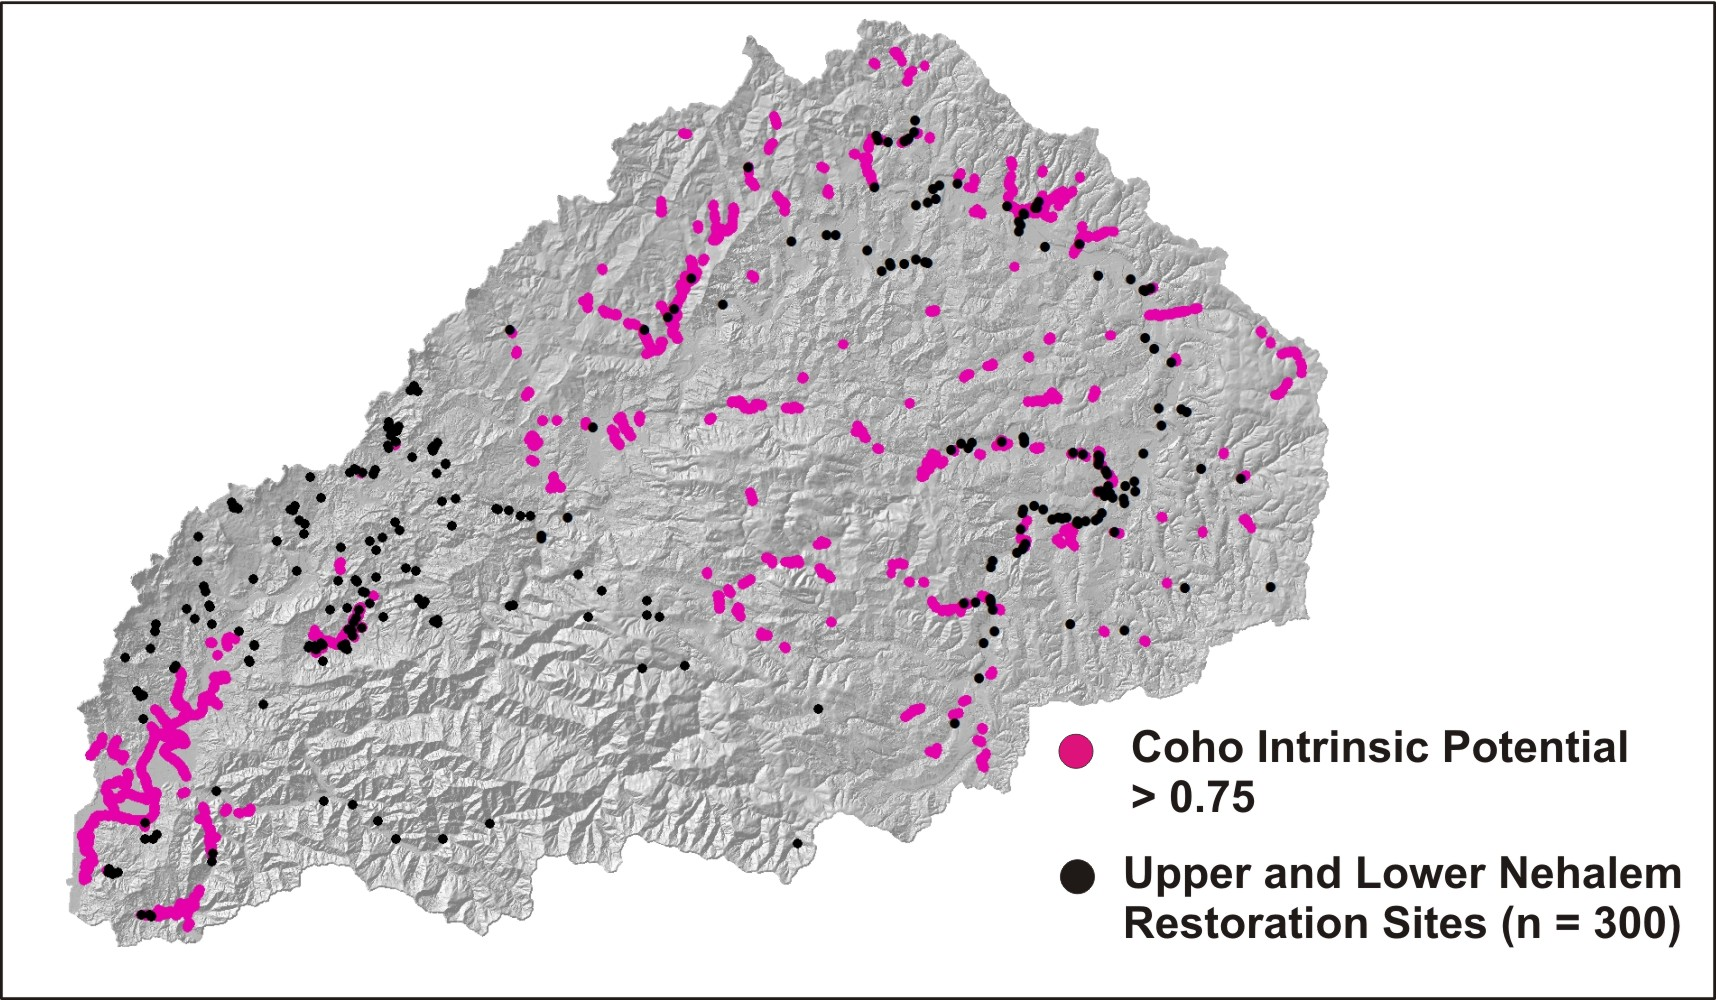 Coho Intrinsic Potential
> 0.75
Upper and Lower Nehalem
Restoration Sites (n = 300)